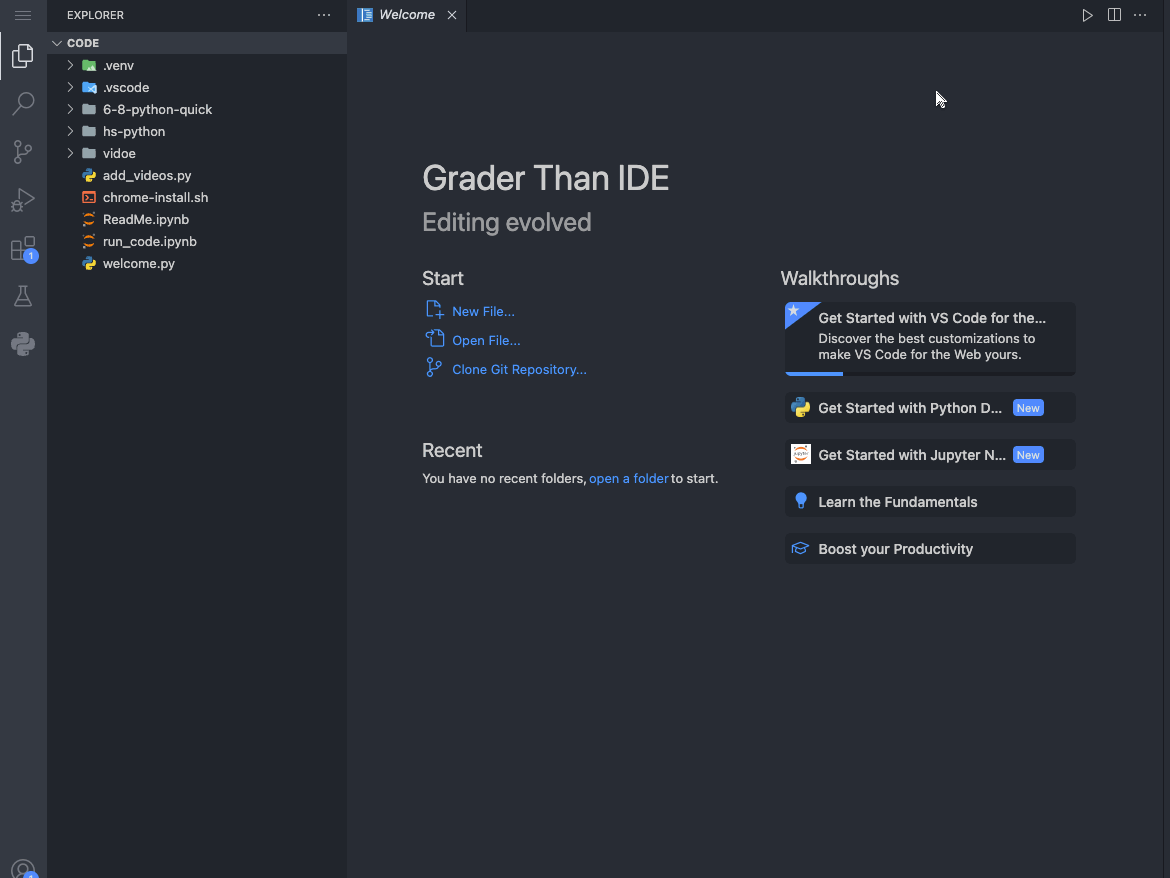 EXPLORER
Welcome
CODE
.venv
.vscode
6-8-python-quick
hs-python
vidoe
add_videos.py
chrome-install.sh
ReadMe.ipynb
run_code.ipynb
welcome.py
1
Grader Than IDE
Editing evolved
Start
New File...
Open File...
Clone Git Repository...
Recent
You have no recent folders, open a folder to start.
Walkthroughs
Get Started with VS Code for the...
Discover the best customizations to
make VS Code for the Web yours.
Get Started with Python D... New
Get Started with Jupyter N... New
Learn the Fundamentals
Boost your Productivity